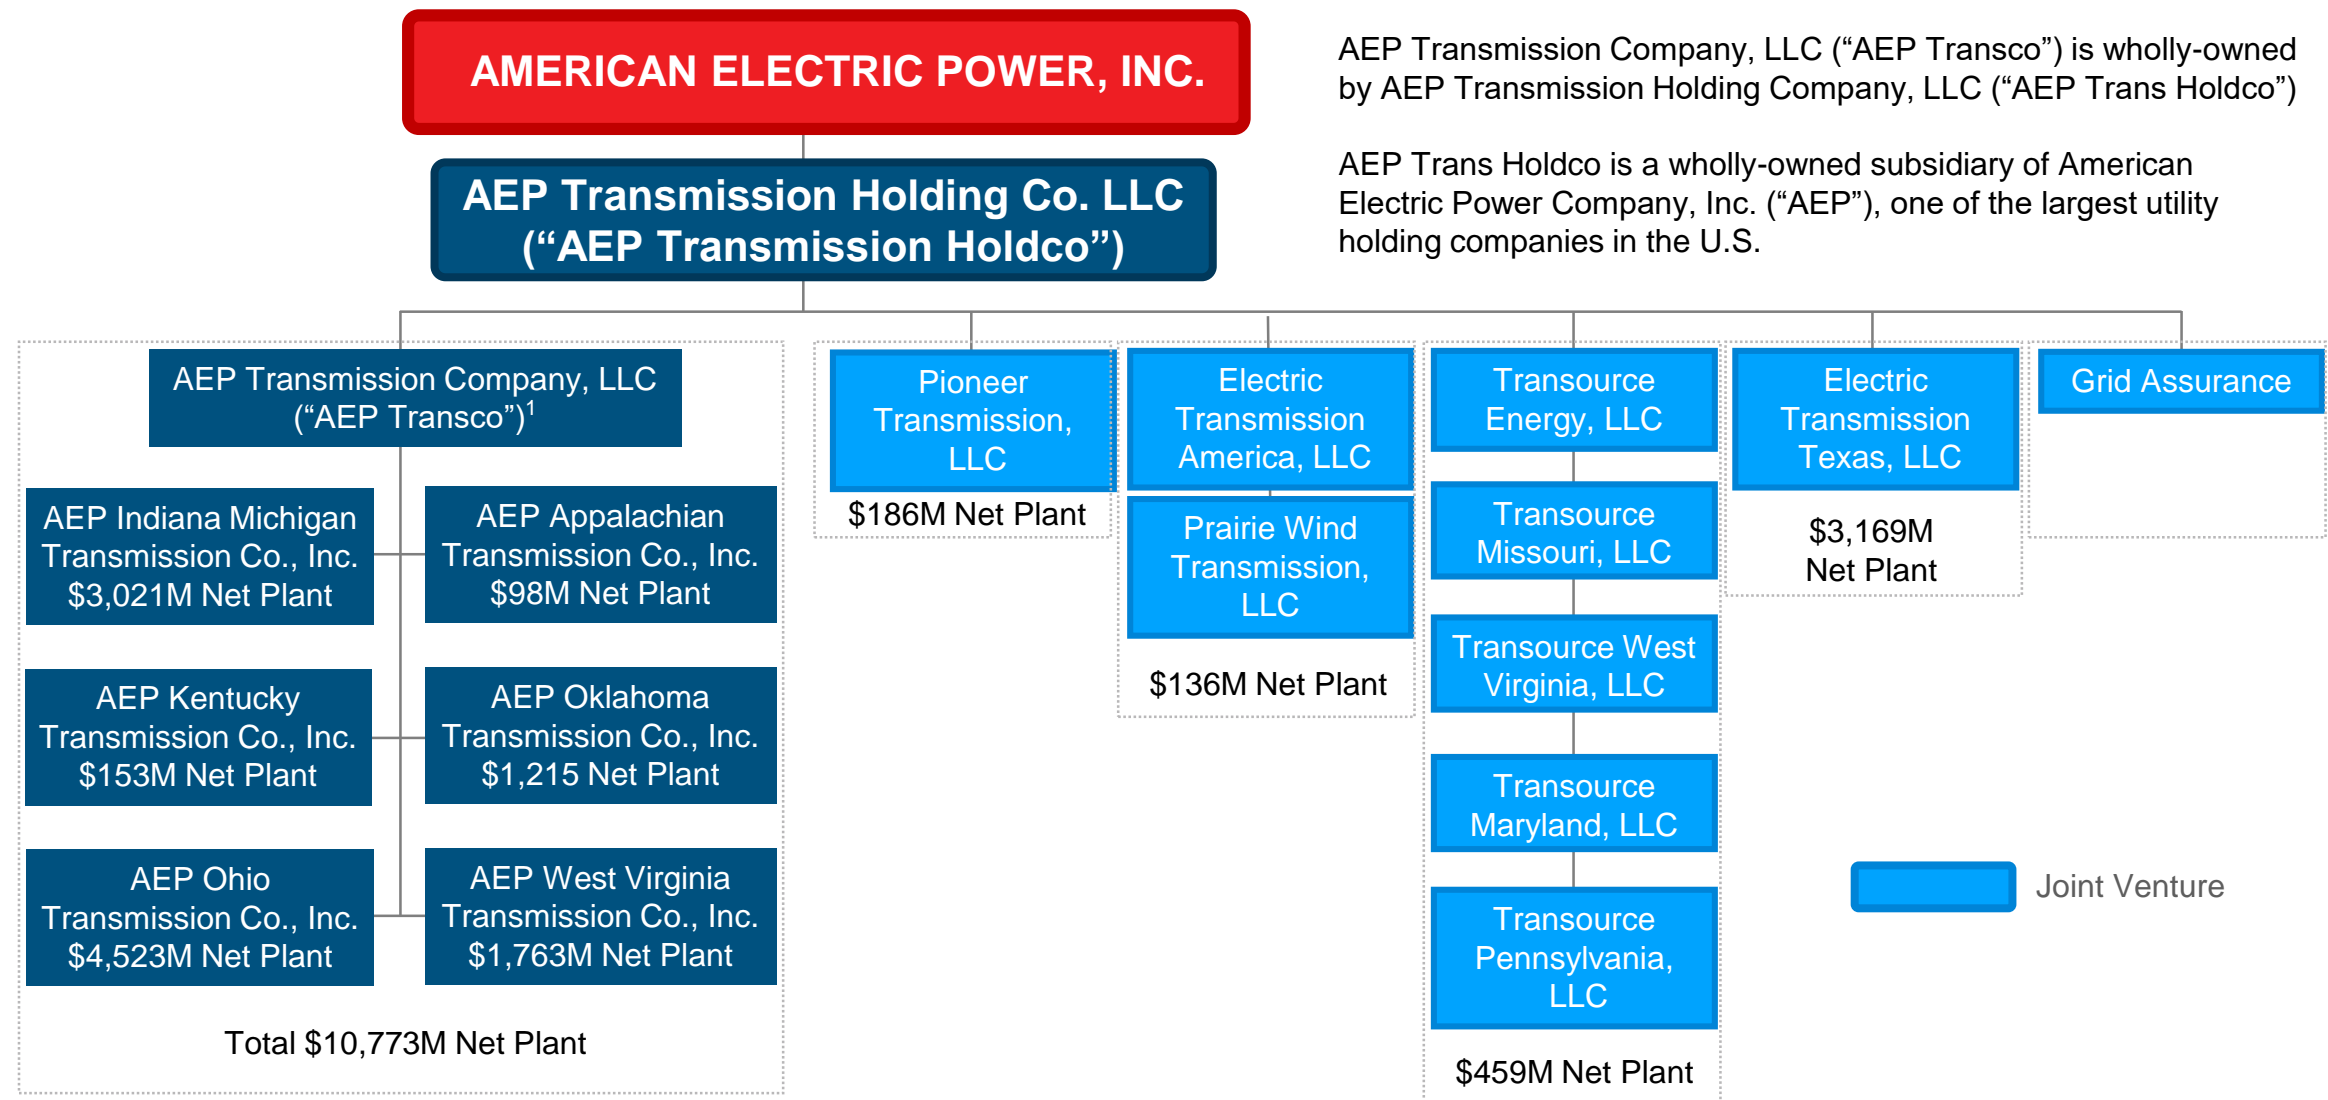 AMERICAN ELECTRIC POWER, INC.
AEP Transmission Holding Co. LLC
(“AEP Transmission Holdco”)
AEP Transmission Company, LLC (“AEP Transco”) is wholly-owned
by AEP Transmission Holding Company, LLC (“AEP Trans Holdco”)
AEP Trans Holdco is a wholly-owned subsidiary of American
Electric Power Company, Inc. (“AEP”), one of the largest utility
holding companies in the U.S.
AEP Transmission Company, LLC
(“AEP Transco”)1
AEP Indiana Michigan
Transmission Co., Inc.
$3,021M Net Plant
AEP Appalachian
Transmission Co., Inc.
$98M Net Plant
AEP Kentucky
Transmission Co., Inc.
$153M Net Plant
AEP Oklahoma
Transmission Co., Inc.
$1,215 Net Plant
AEP Ohio
Transmission Co., Inc.
$4,523M Net Plant
AEP West Virginia
Transmission Co., Inc.
$1,763M Net Plant
Total $10,773M Net Plant
Pioneer
Transmission,
LLC
$186M Net Plant
Electric
Transmission
America, LLC
Prairie Wind
Transmission,
LLC
$136M Net Plant
Transource
Energy, LLC
Transource
Missouri, LLC
Transource West
Virginia, LLC
Transource
Maryland, LLC
Transource
Pennsylvania,
LLC
$459M Net Plant
Electric
Transmission
Texas, LLC
$3,169M
Net Plant
Grid Assurance
Joint Venture